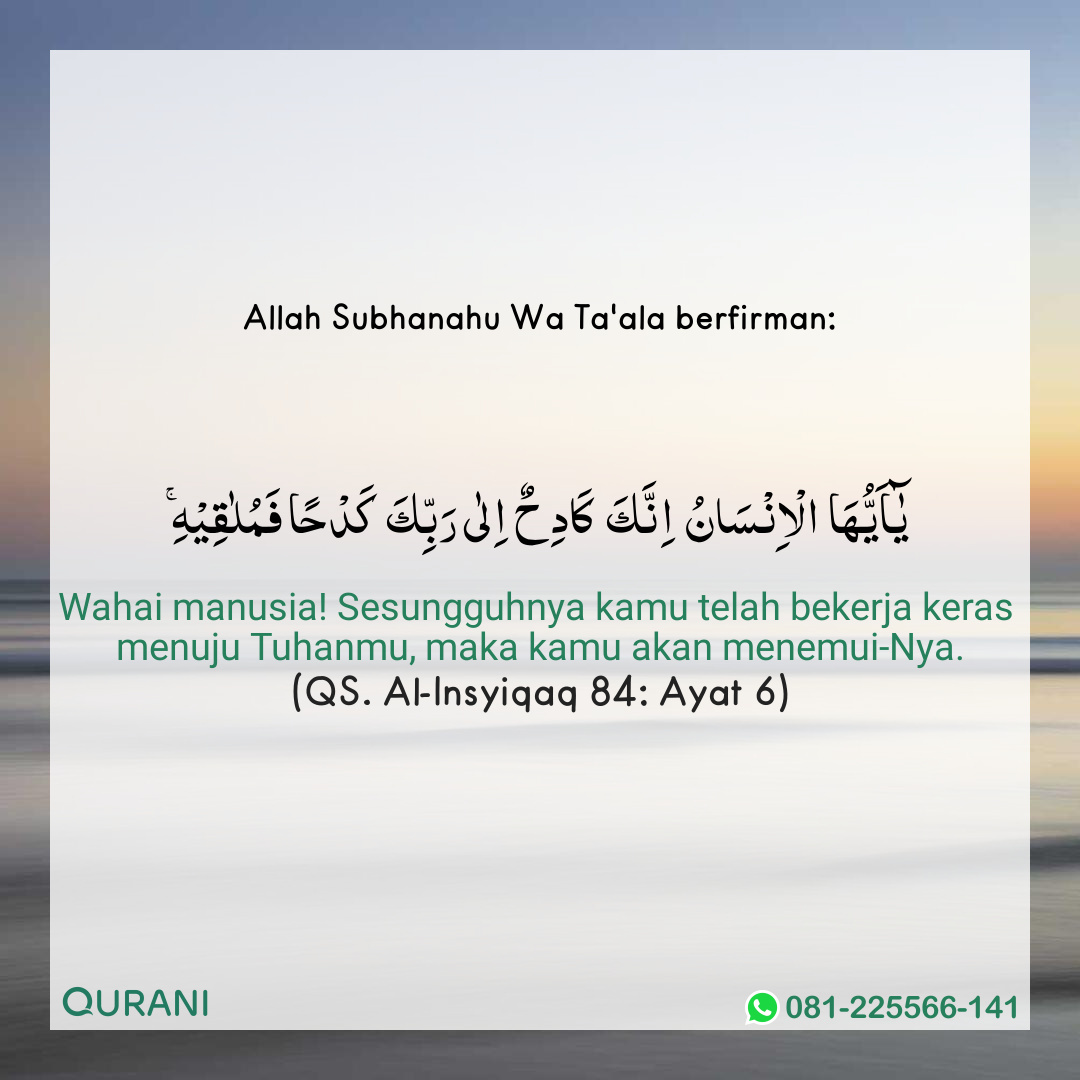 Allah Subhanahu Wa Ta'ala berfirman:
يٰٓاَيُّهَا الْاِنْسَانُ اِنَّكَ كَادِحٌ اِلٰى رَبِّكَ كَدْحًا فَمُلٰقِيْهِۚ
Wahai manusia! Sesungguhnya kamu telah bekerja keras
menuju Tuhanmu, maka kamu akan menemui-Nya.
(QS. Al-Insyiqaq 84: Ayat 6)
QURANI
081-225566-141